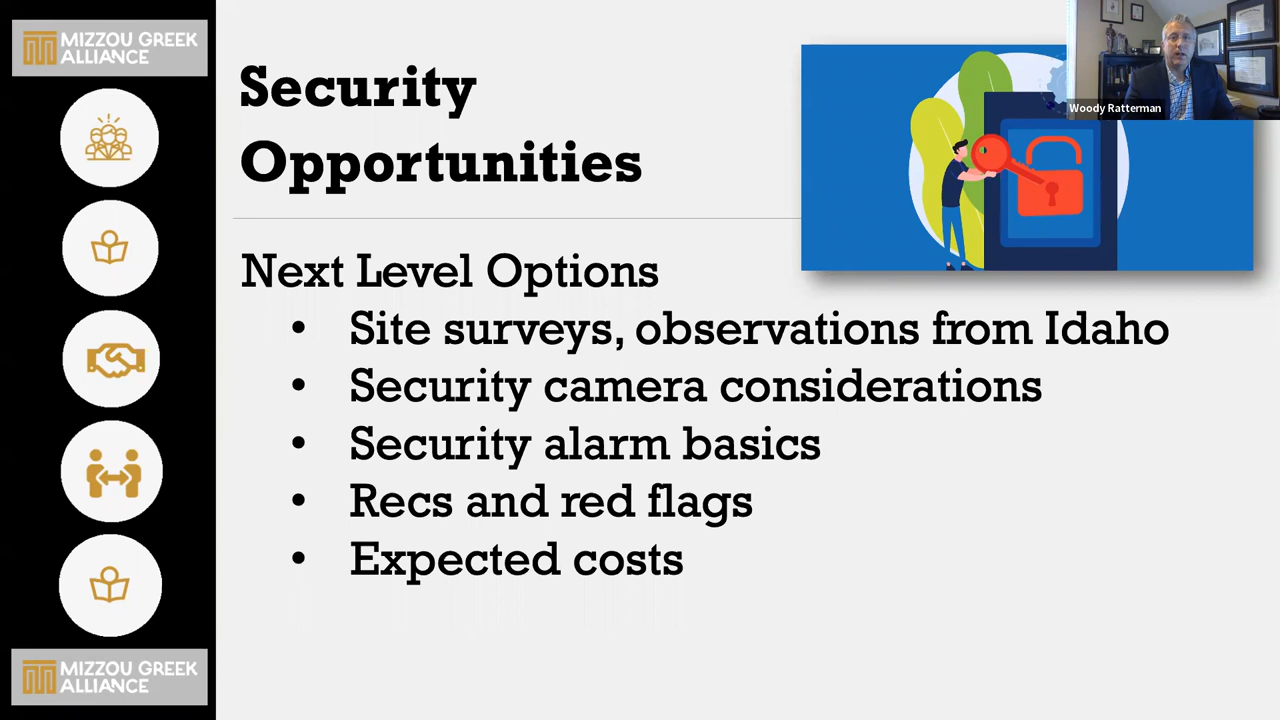 MIZZOU GREEK
ALLIANCE
Security
Opportunities
Woody Ratterman
Next Level Options
• Site surveys, observations from Idaho
• Security camera considerations
• Security alarm basics
• Recs and red flags
• Expected costs
MIZZOU GREEK
ALLIANCE